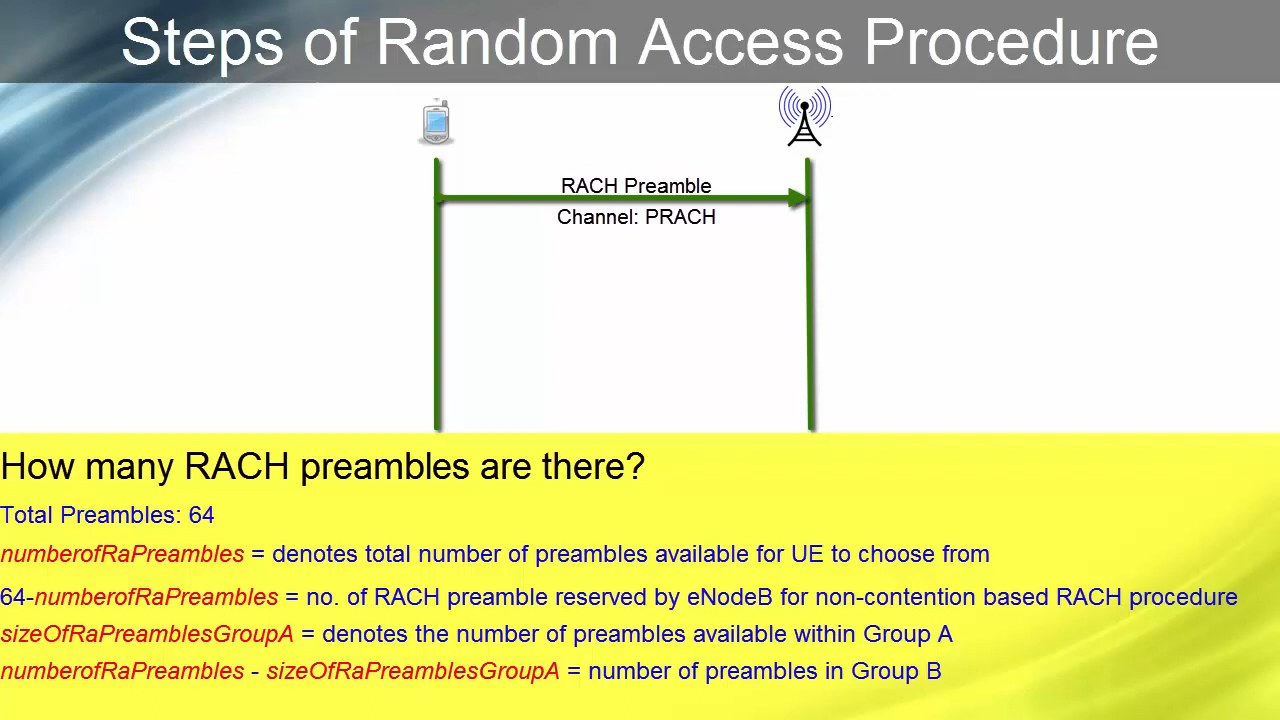 Steps of Random Access Procedure
RACH Preamble
Channel: PRACH
How many RACH preambles are there?
Total Preambles: 64
numberofRaPreambles = denotes total number of preambles available for UE to choose from
64-numberofRaPreambles = no. of RACH preamble reserved by eNodeB for non-contention based RACH procedure
sizeOfRaPreamblesGroupA = denotes the number of preambles available within Group A
numberofRaPreambles - sizeOfRaPreamblesGroupA = number of preambles in Group B